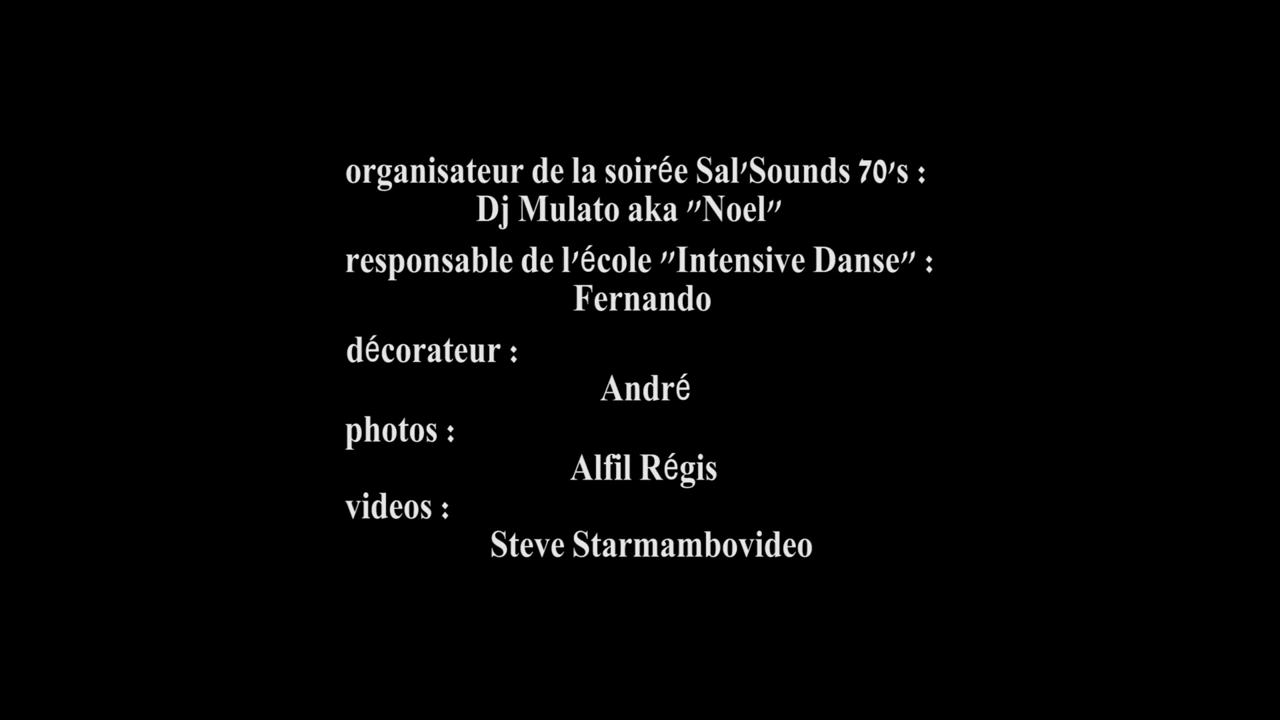 organisateur de la soirée Sal'Sounds 70's :
Dj Mulato aka "Noel"
responsable de l'école "Intensive Danse" :
Fernando
décorateur :
André
photos :
Alfil Régis
videos :
Steve Starmambovideo